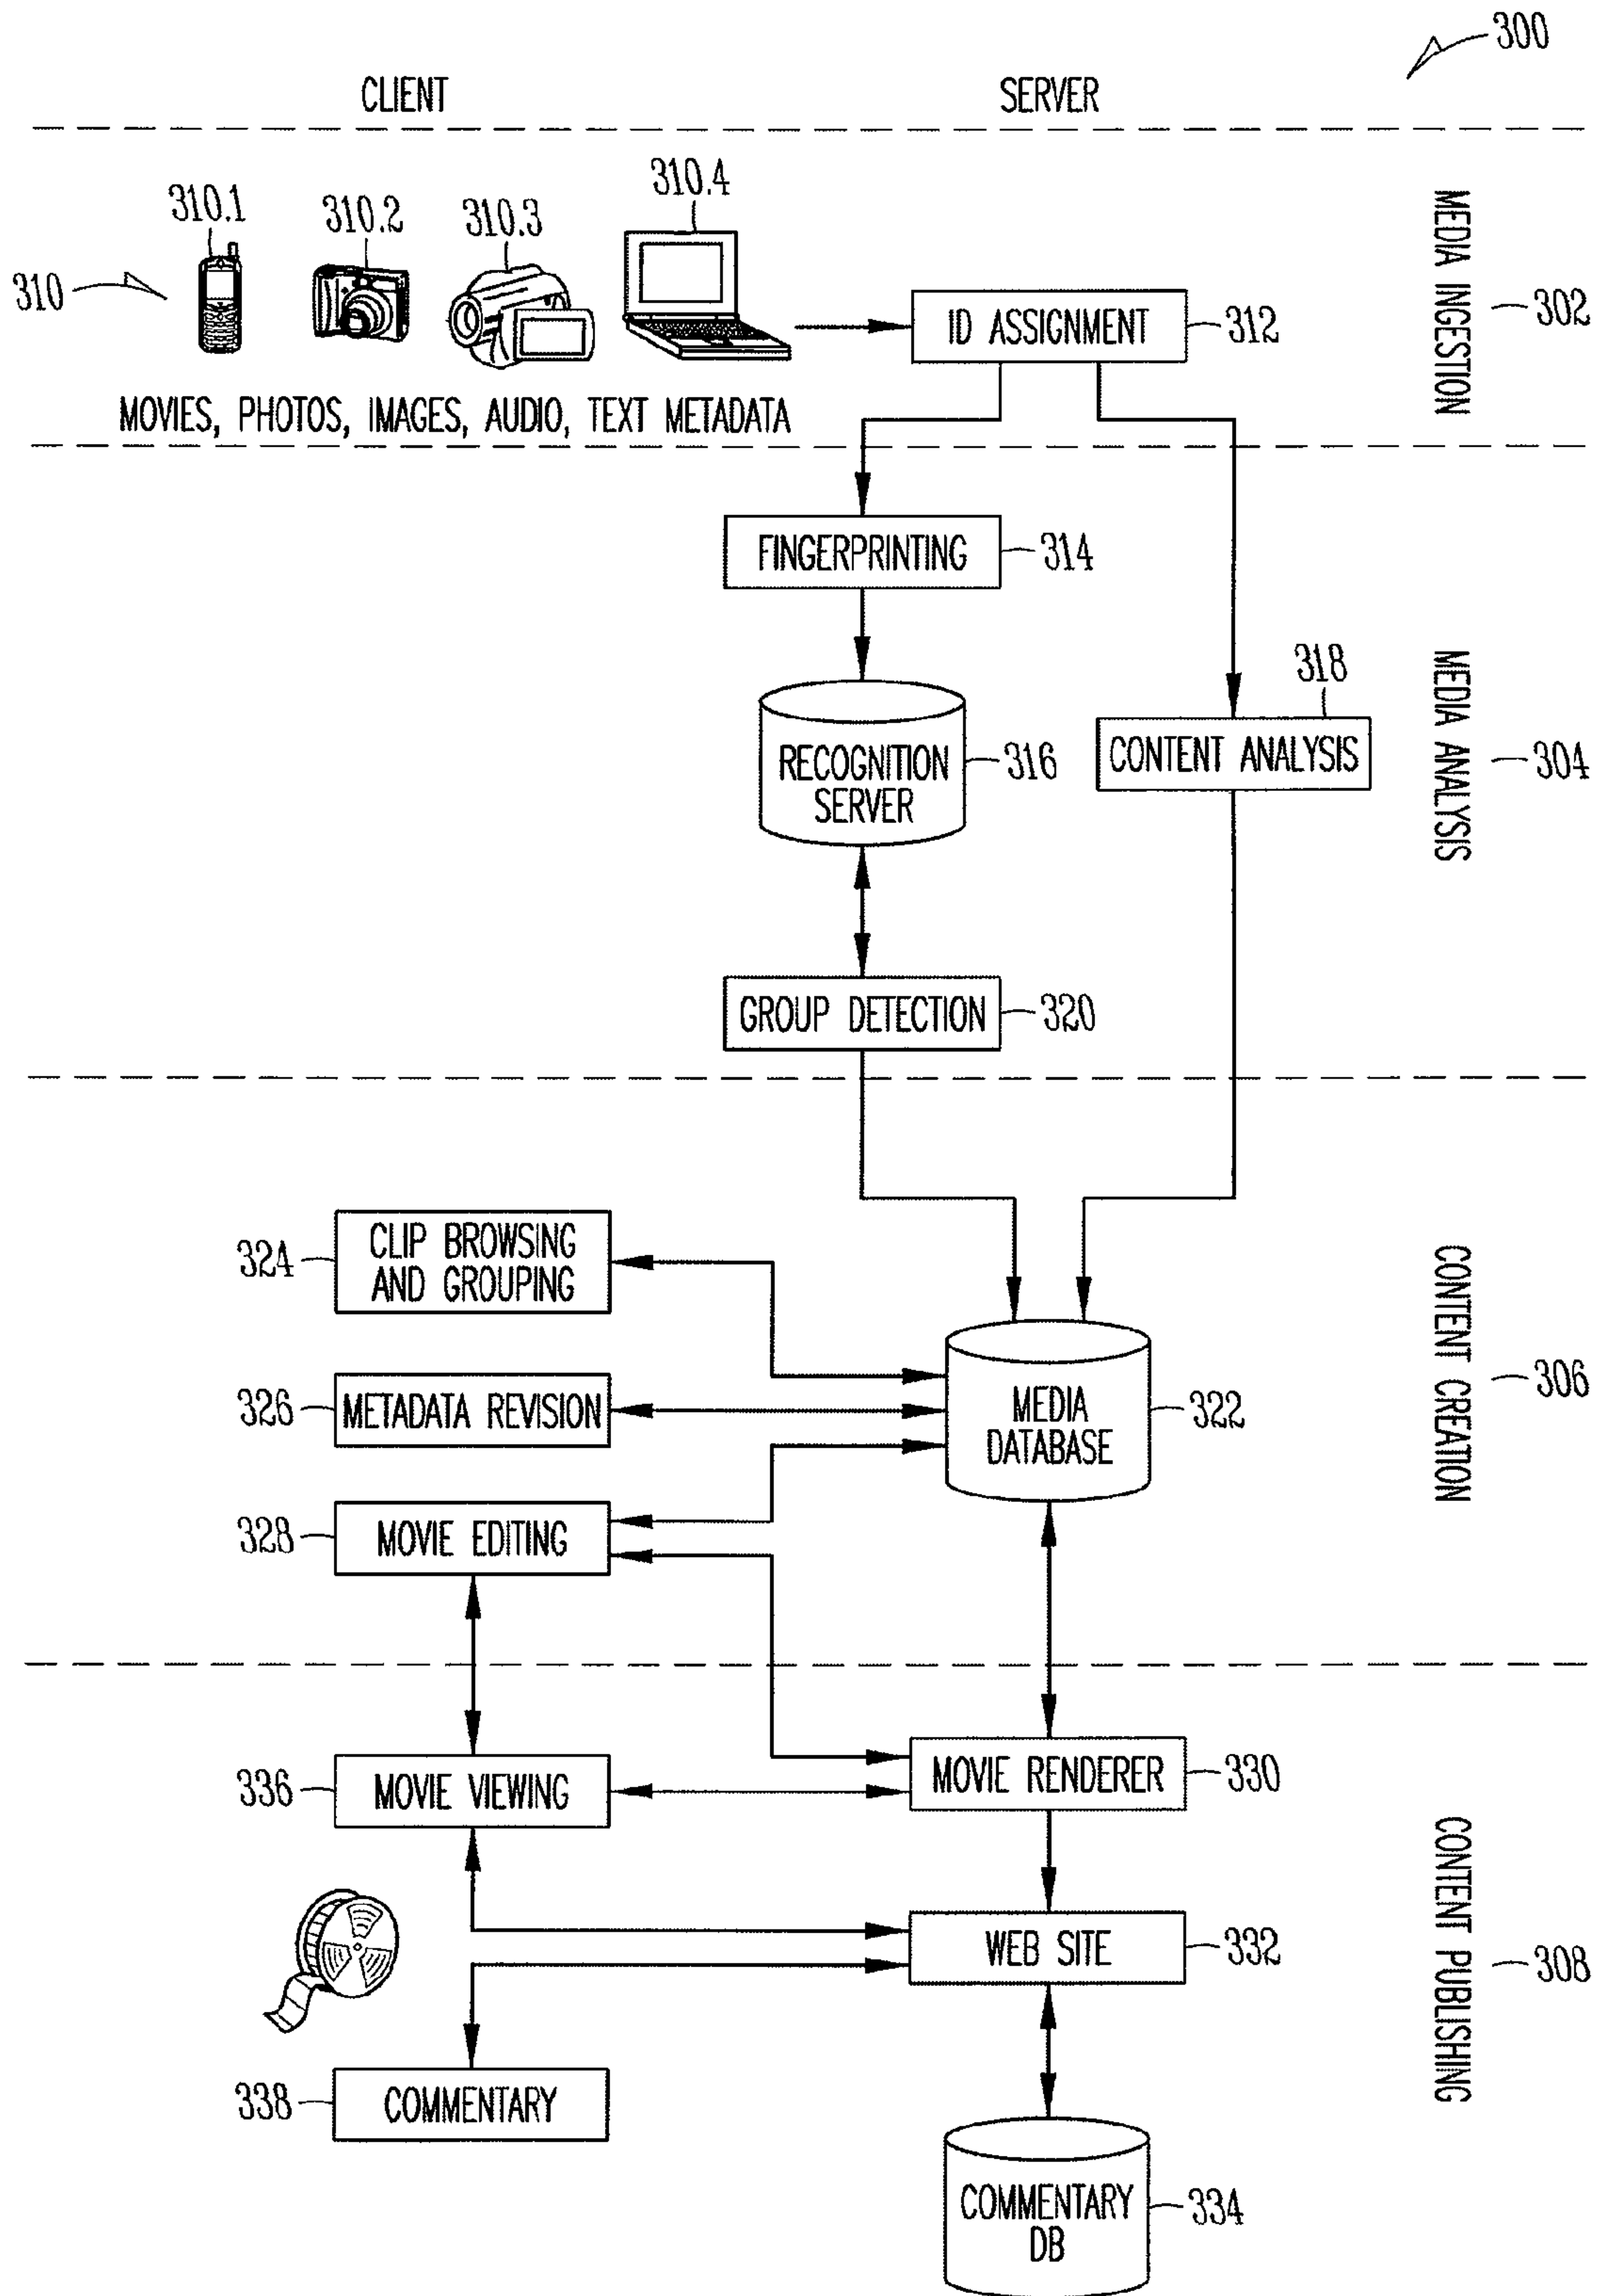 300
CLIENT
SERVER
310
310.1
310.2
310.3
310.4
MOVIES, PHOTOS, IMAGES, AUDIO, TEXT METADATA
ID ASSIGNMENT
312
MEDIA INGESTION
302
FINGERPRINTING
314
RECOGNITION
SERVER
316
318
CONTENT ANALYSIS
GROUP DETECTION
320
MEDIA ANALYSIS
304
324
CLIP BROWSING
AND GROUPING
326
METADATA REVISION
328
MOVIE EDITING
MEDIA
DATABASE
322
CONTENT CREATION
306
336
MOVIE VIEWING
MOVIE RENDERER
330
WEB SITE
332
338
COMMENTARY
COMMENTARY
DB
334
CONTENT PUBLISHING
308